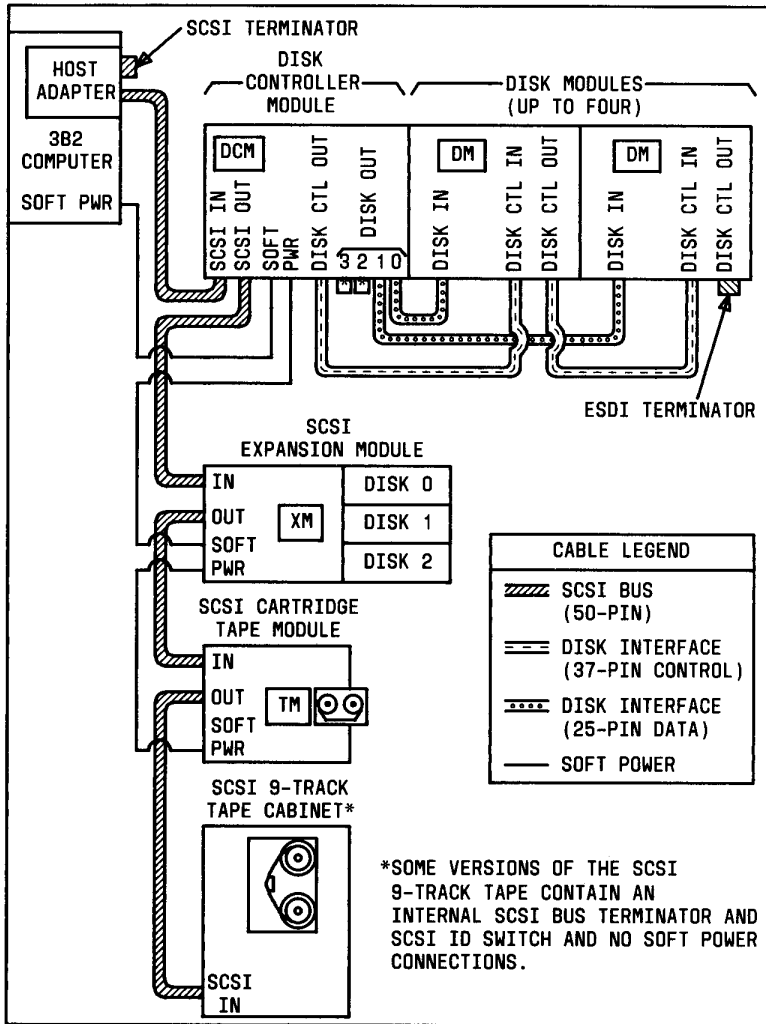 SCSI TERMINATOR
HOST
ADAPTER
3B2
COMPUTER
SOFT PWR
DISK
CONTROLLER
MODULE
DISK MODULES
(UP TO FOUR)
DCM
SCSI IN
SCSI OUT
SOFT
PWR
DISK CTL OUT
DISK OUT
3 2 1 0
* *
DM
DISK IN
DISK CTL IN
DISK CTL OUT
DM
DISK IN
DISK CTL IN
DISK CTL OUT
ESDI TERMINATOR
SCSI
EXPANSION MODULE
IN
OUT
SOFT
PWR
XM
DISK 0
DISK 1
DISK 2
SCSI CARTRIDGE
TAPE MODULE
IN
OUT
SOFT
PWR
TM
SCSI 9-TRACK
TAPE CABINET*
SCSI
IN
CABLE LEGEND
SCSI BUS
(50-PIN)
DISK INTERFACE
(37-PIN CONTROL)
DISK INTERFACE
(25-PIN DATA)
SOFT POWER
*SOME VERSIONS OF THE SCSI
9-TRACK TAPE CONTAIN AN
INTERNAL SCSI BUS TERMINATOR AND
SCSI ID SWITCH AND NO SOFT POWER
CONNECTIONS.